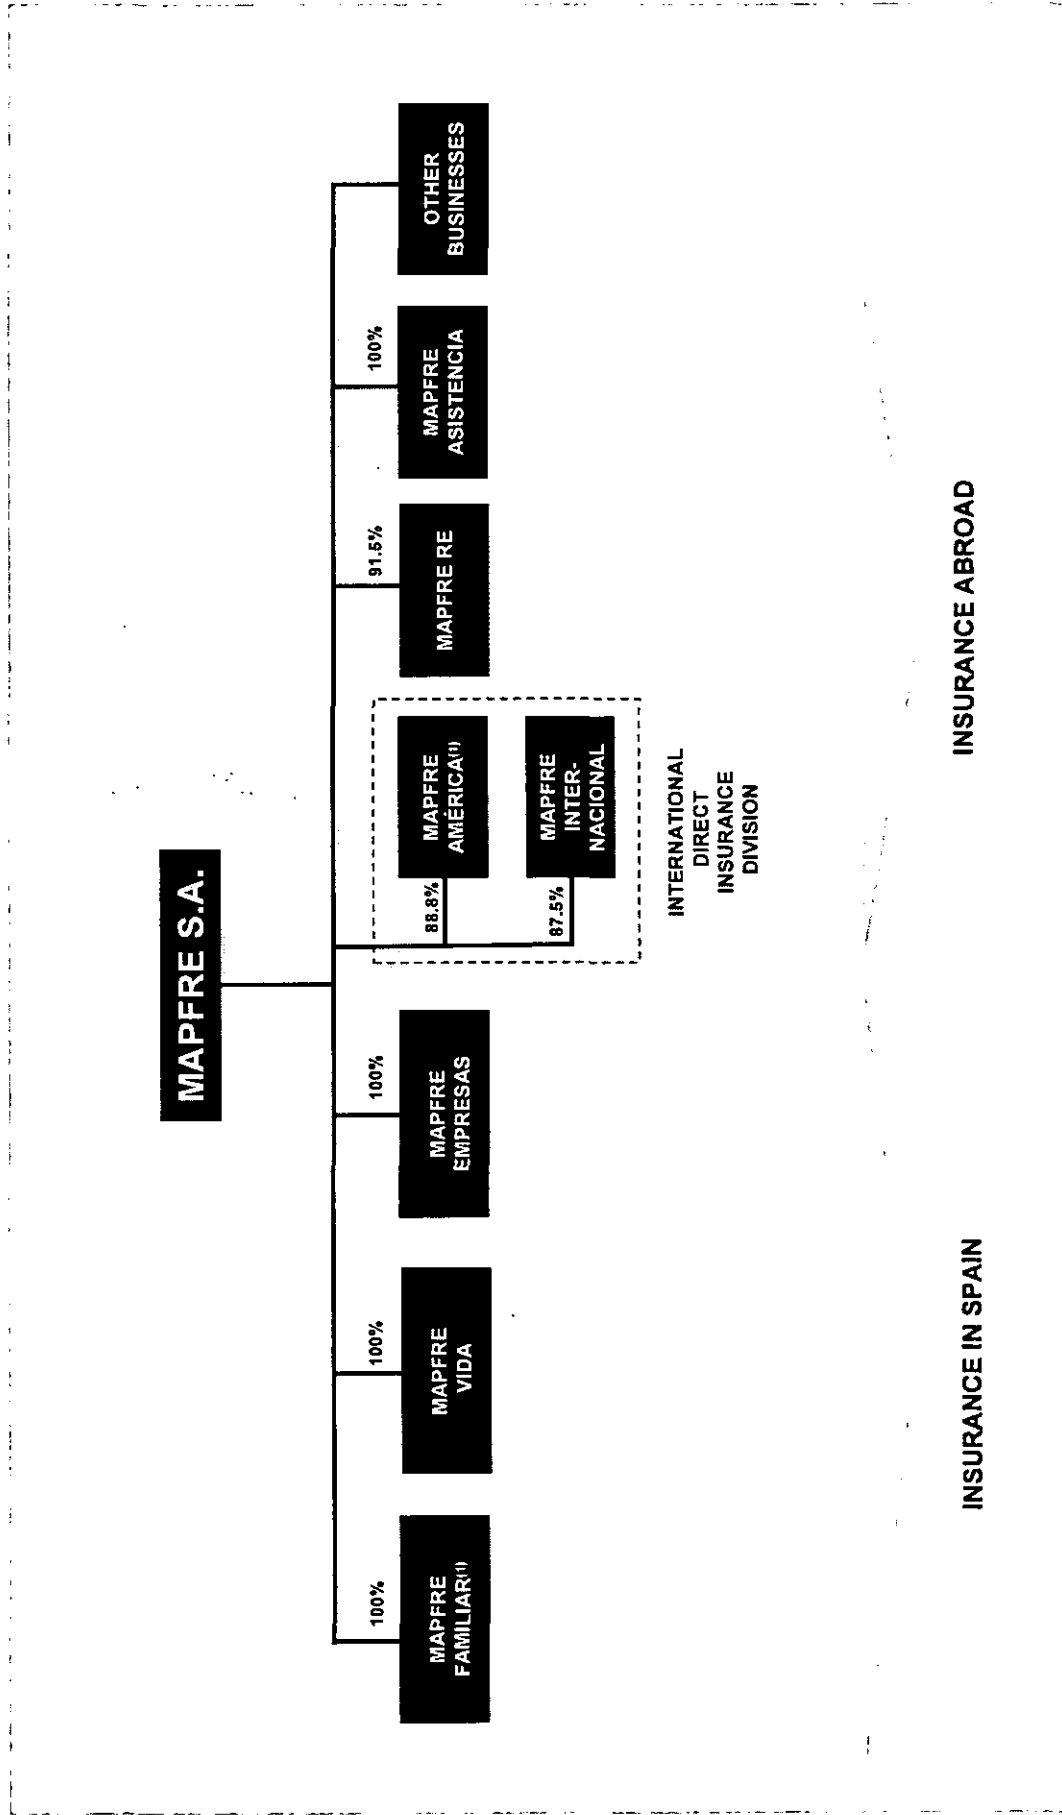 MAPFRE S.A.
100%
MAPFRE
FAMILIAR(1)
100%
MAPFRE
VIDA
100%
MAPFRE
EMPRESAS
88.8%
MAPFRE
AMÉRICA(1)
87.5%
MAPFRE
INTER-
NACIONAL
INTERNATIONAL
DIRECT
INSURANCE
DIVISION
91.5%
MAPFRE RE
100%
MAPFRE
ASISTENCIA
OTHER
BUSINESSES
INSURANCE IN SPAIN
INSURANCE ABROAD